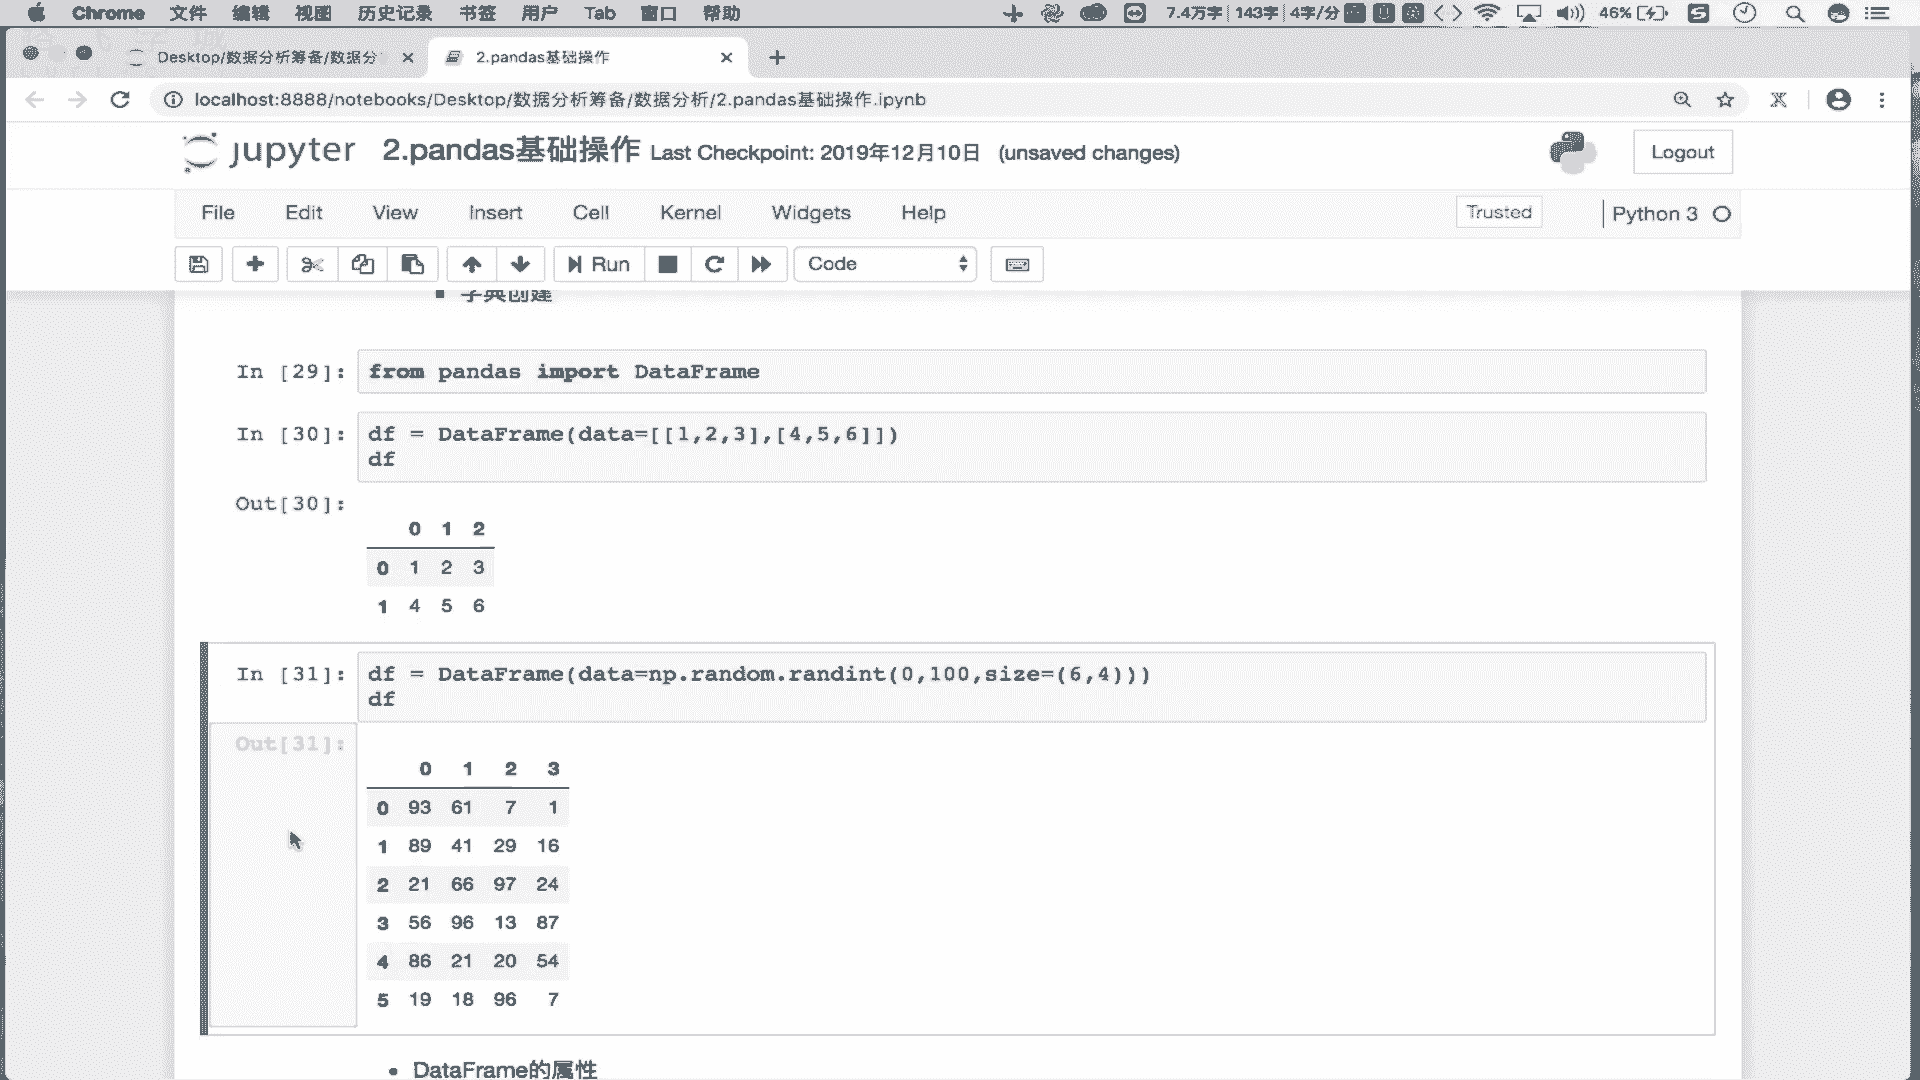 Chrome 文件 编辑 视图 历史记录 书签 用户 Tab 窗口 帮助 7.4万字 143字 4字/分 46%
Desktop/数据分析筹备/数据分 2.pandas基础操作
localhost:8888/notebooks/Desktop/数据分析筹备/数据分析/2.pandas基础操作.ipynb
jupyter 2.pandas基础操作 Last Checkpoint: 2019年12月10日 (unsaved changes) Logout
File Edit View Insert Cell Kernel Widgets Help Trusted Python 3
Run Code
字典创建
In [29]: from pandas import DataFrame
In [30]: df = DataFrame(data=[[1,2,3],[4,5,6]])
df
Out[30]:
0 1 2
0 1 2 3
1 4 5 6
In [31]: df = DataFrame(data=np.random.randint(0,100,size=(6,4)))
df
Out[31]:
0 1 2 3
0 93 61 7 1
1 89 41 29 16
2 21 66 97 24
3 56 96 13 87
4 86 21 20 54
5 19 18 96 7
DataFrame的属性